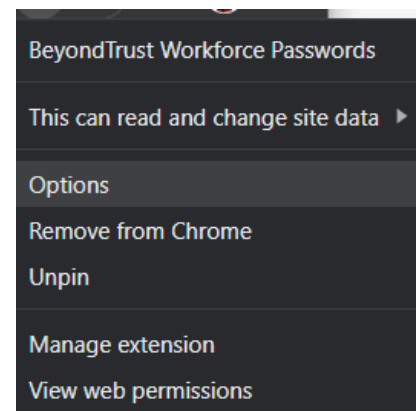 BeyondTrust Workforce Passwords
This can read and change site data
Options
Remove from Chrome
Unpin
Manage extension
View web permissions